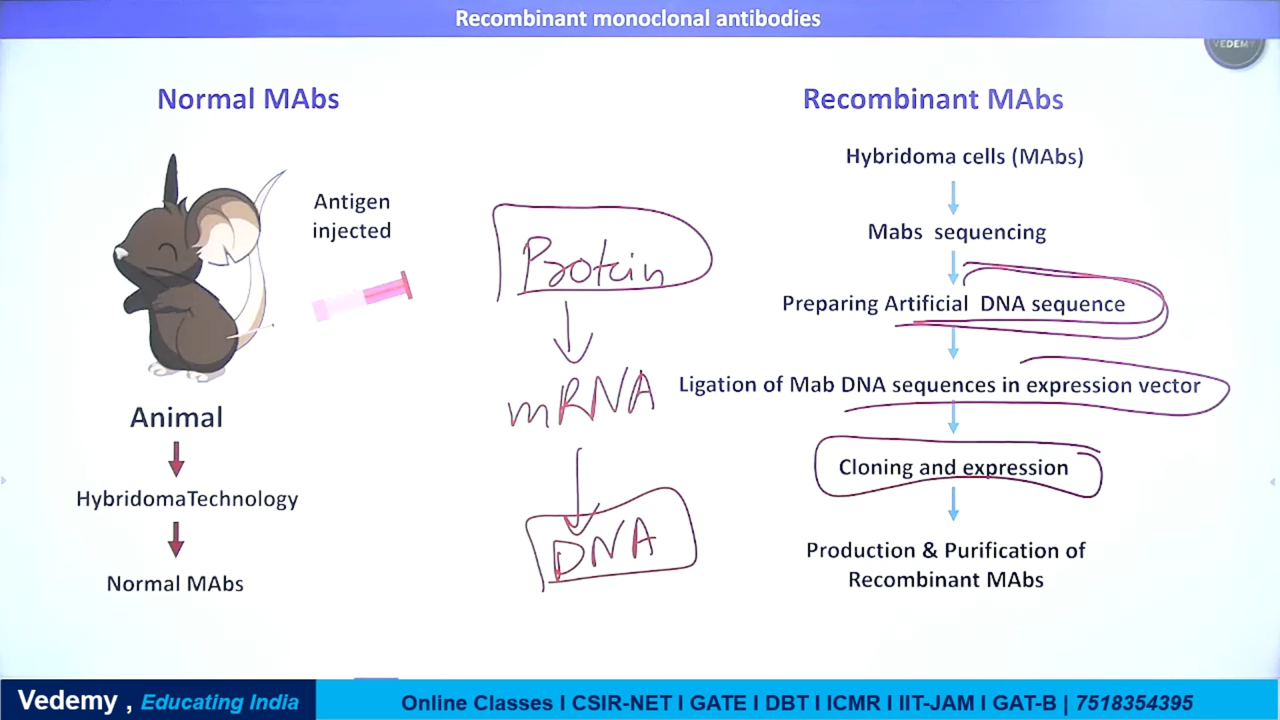 Recombinant monoclonal antibodies
VEDEMY
Normal MAbs
Antigen
injected
Animal
HybridomaTechnology
Normal MAbs
Protein
mRNA
DNA
Recombinant MAbs
Hybridoma cells (MAbs)
Mabs sequencing
Preparing Artificial DNA sequence
Ligation of Mab DNA sequences in expression vector
Cloning and expression
Production & Purification of
Recombinant MAbs
Vedemy , Educating India
Online Classes I CSIR-NET I GATE I DBT I ICMR I IIT-JAM I GAT-B | 7518354395